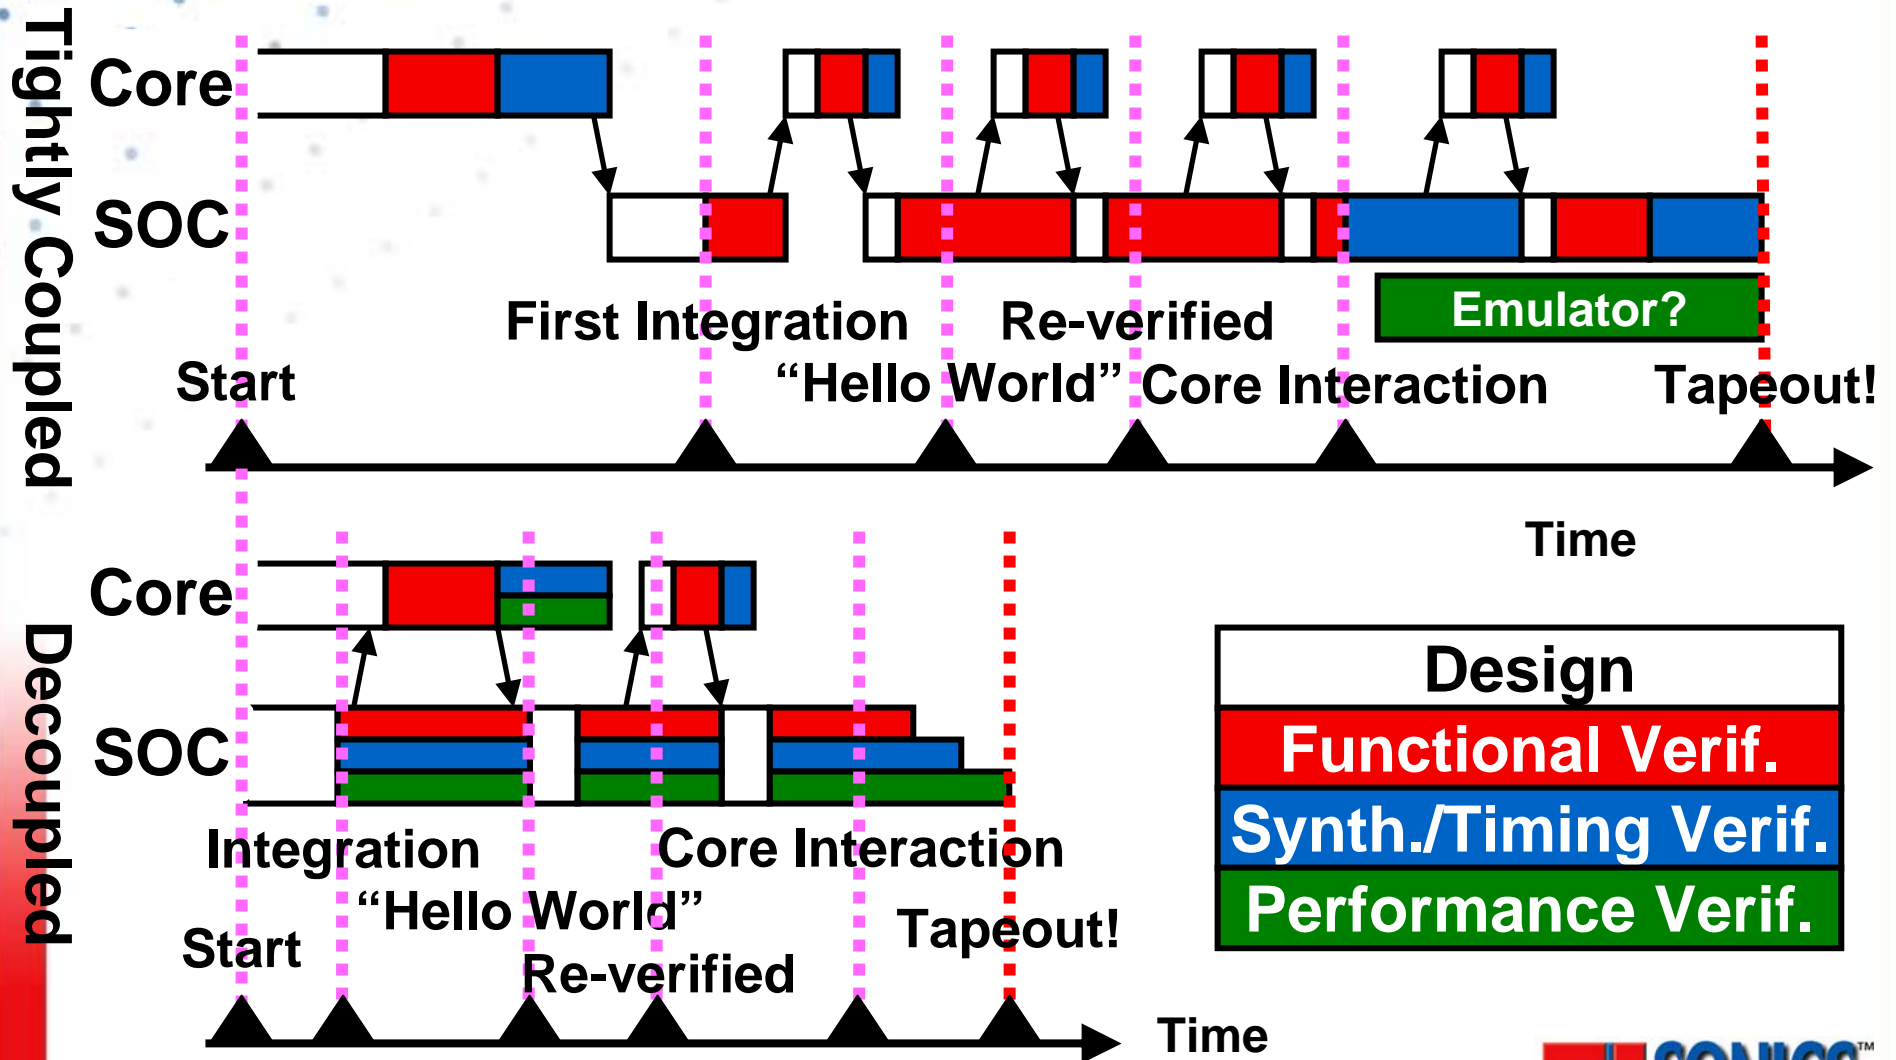 Tightly Coupled
Core
SOC
First Integration
Re-verified
Emulator?
Start
“Hello World”
Core Interaction
Tapeout!
Time
Decoupled
Core
SOC
Integration
Core Interaction
“Hello World”
Tapeout!
Start
Re-verified
Time
Design
Functional Verif.
Synth./Timing Verif.
Performance Verif.
SONICS™